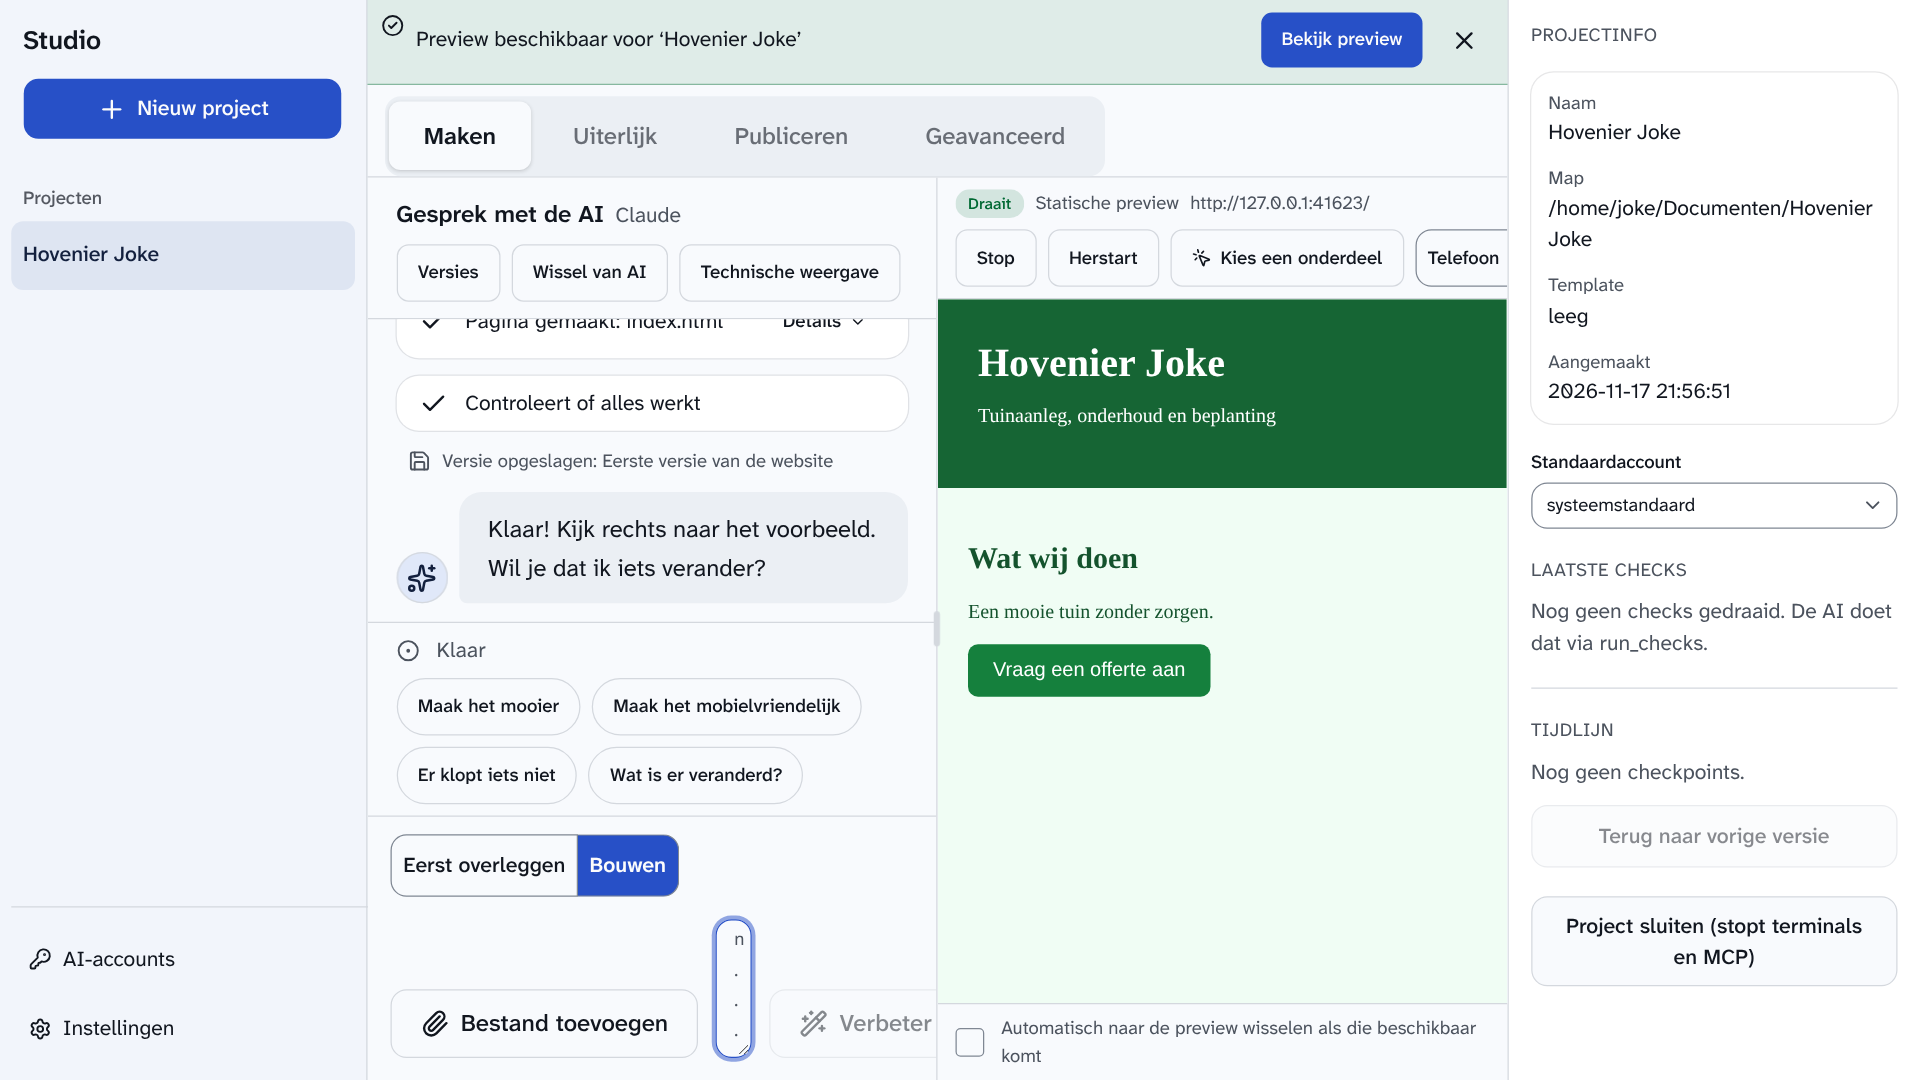 Studio
Nieuw project
Projecten
Hovenier Joke
AI-accounts
Instellingen
Preview beschikbaar voor ‘Hovenier Joke’
Bekijk preview
Maken
Uiterlijk
Publiceren
Geavanceerd
Gesprek met de AI Claude
Versies
Wissel van AI
Technische weergave
Pagina gemaakt: index.html
Details
Controleert of alles werkt
Versie opgeslagen: Eerste versie van de website
Klaar! Kijk rechts naar het voorbeeld.
Wil je dat ik iets verander?
Klaar
Maak het mooier
Maak het mobielvriendelijk
Er klopt iets niet
Wat is er veranderd?
Eerst overleggen
Bouwen
Bestand toevoegen
n
.
.
.
Verbeter
Draait
Statische preview http://127.0.0.1:41623/
Stop
Herstart
Kies een onderdeel
Telefoon
Hovenier Joke
Tuinaanleg, onderhoud en beplanting
Wat wij doen
Een mooie tuin zonder zorgen.
Vraag een offerte aan
Automatisch naar de preview wisselen als die beschikbaar
komt
PROJECTINFO
Naam
Hovenier Joke
Map
/home/joke/Documenten/Hovenier
Joke
Template
leeg
Aangemaakt
2026-11-17 21:56:51
Standaardaccount
systeemstandaard
LAATSTE CHECKS
Nog geen checks gedraaid. De AI doet
dat via run_checks.
TIJDLIJN
Nog geen checkpoints.
Terug naar vorige versie
Project sluiten (stopt terminals
en MCP)